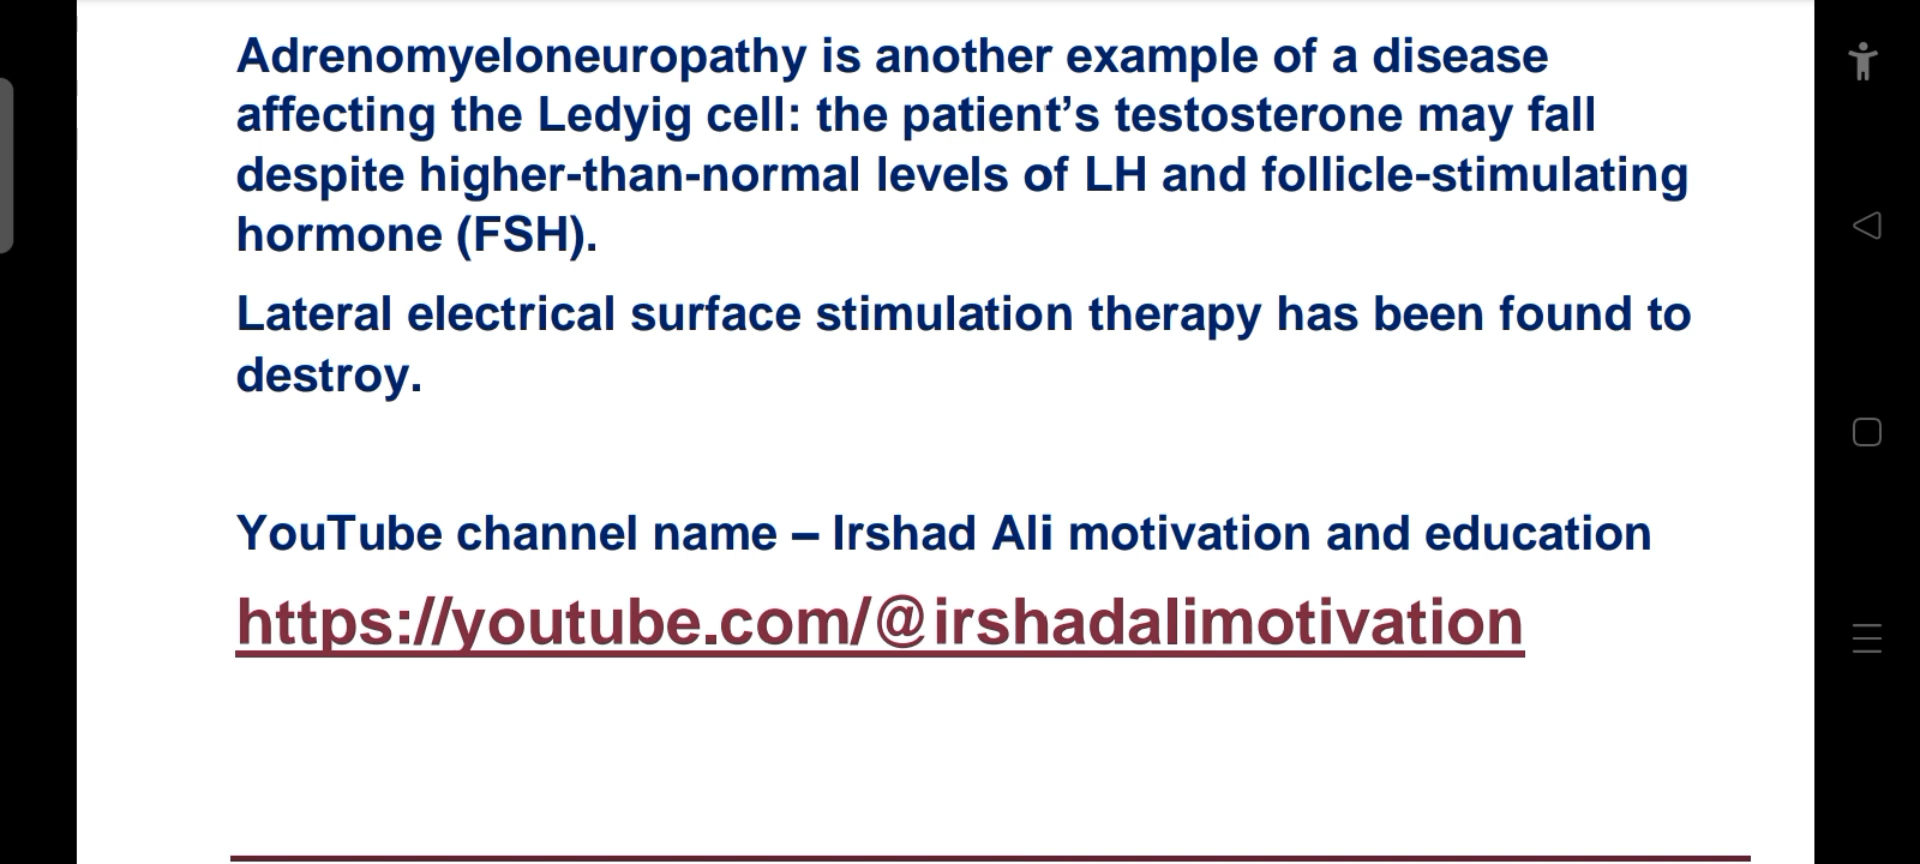 Adrenomyeloneuropathy is another example of a disease
affecting the Ledyig cell: the patient’s testosterone may fall
despite higher-than-normal levels of LH and follicle-stimulating
hormone (FSH).
Lateral electrical surface stimulation therapy has been found to
destroy.
YouTube channel name – Irshad Ali motivation and education
https://youtube.com/@irshadalimotivation